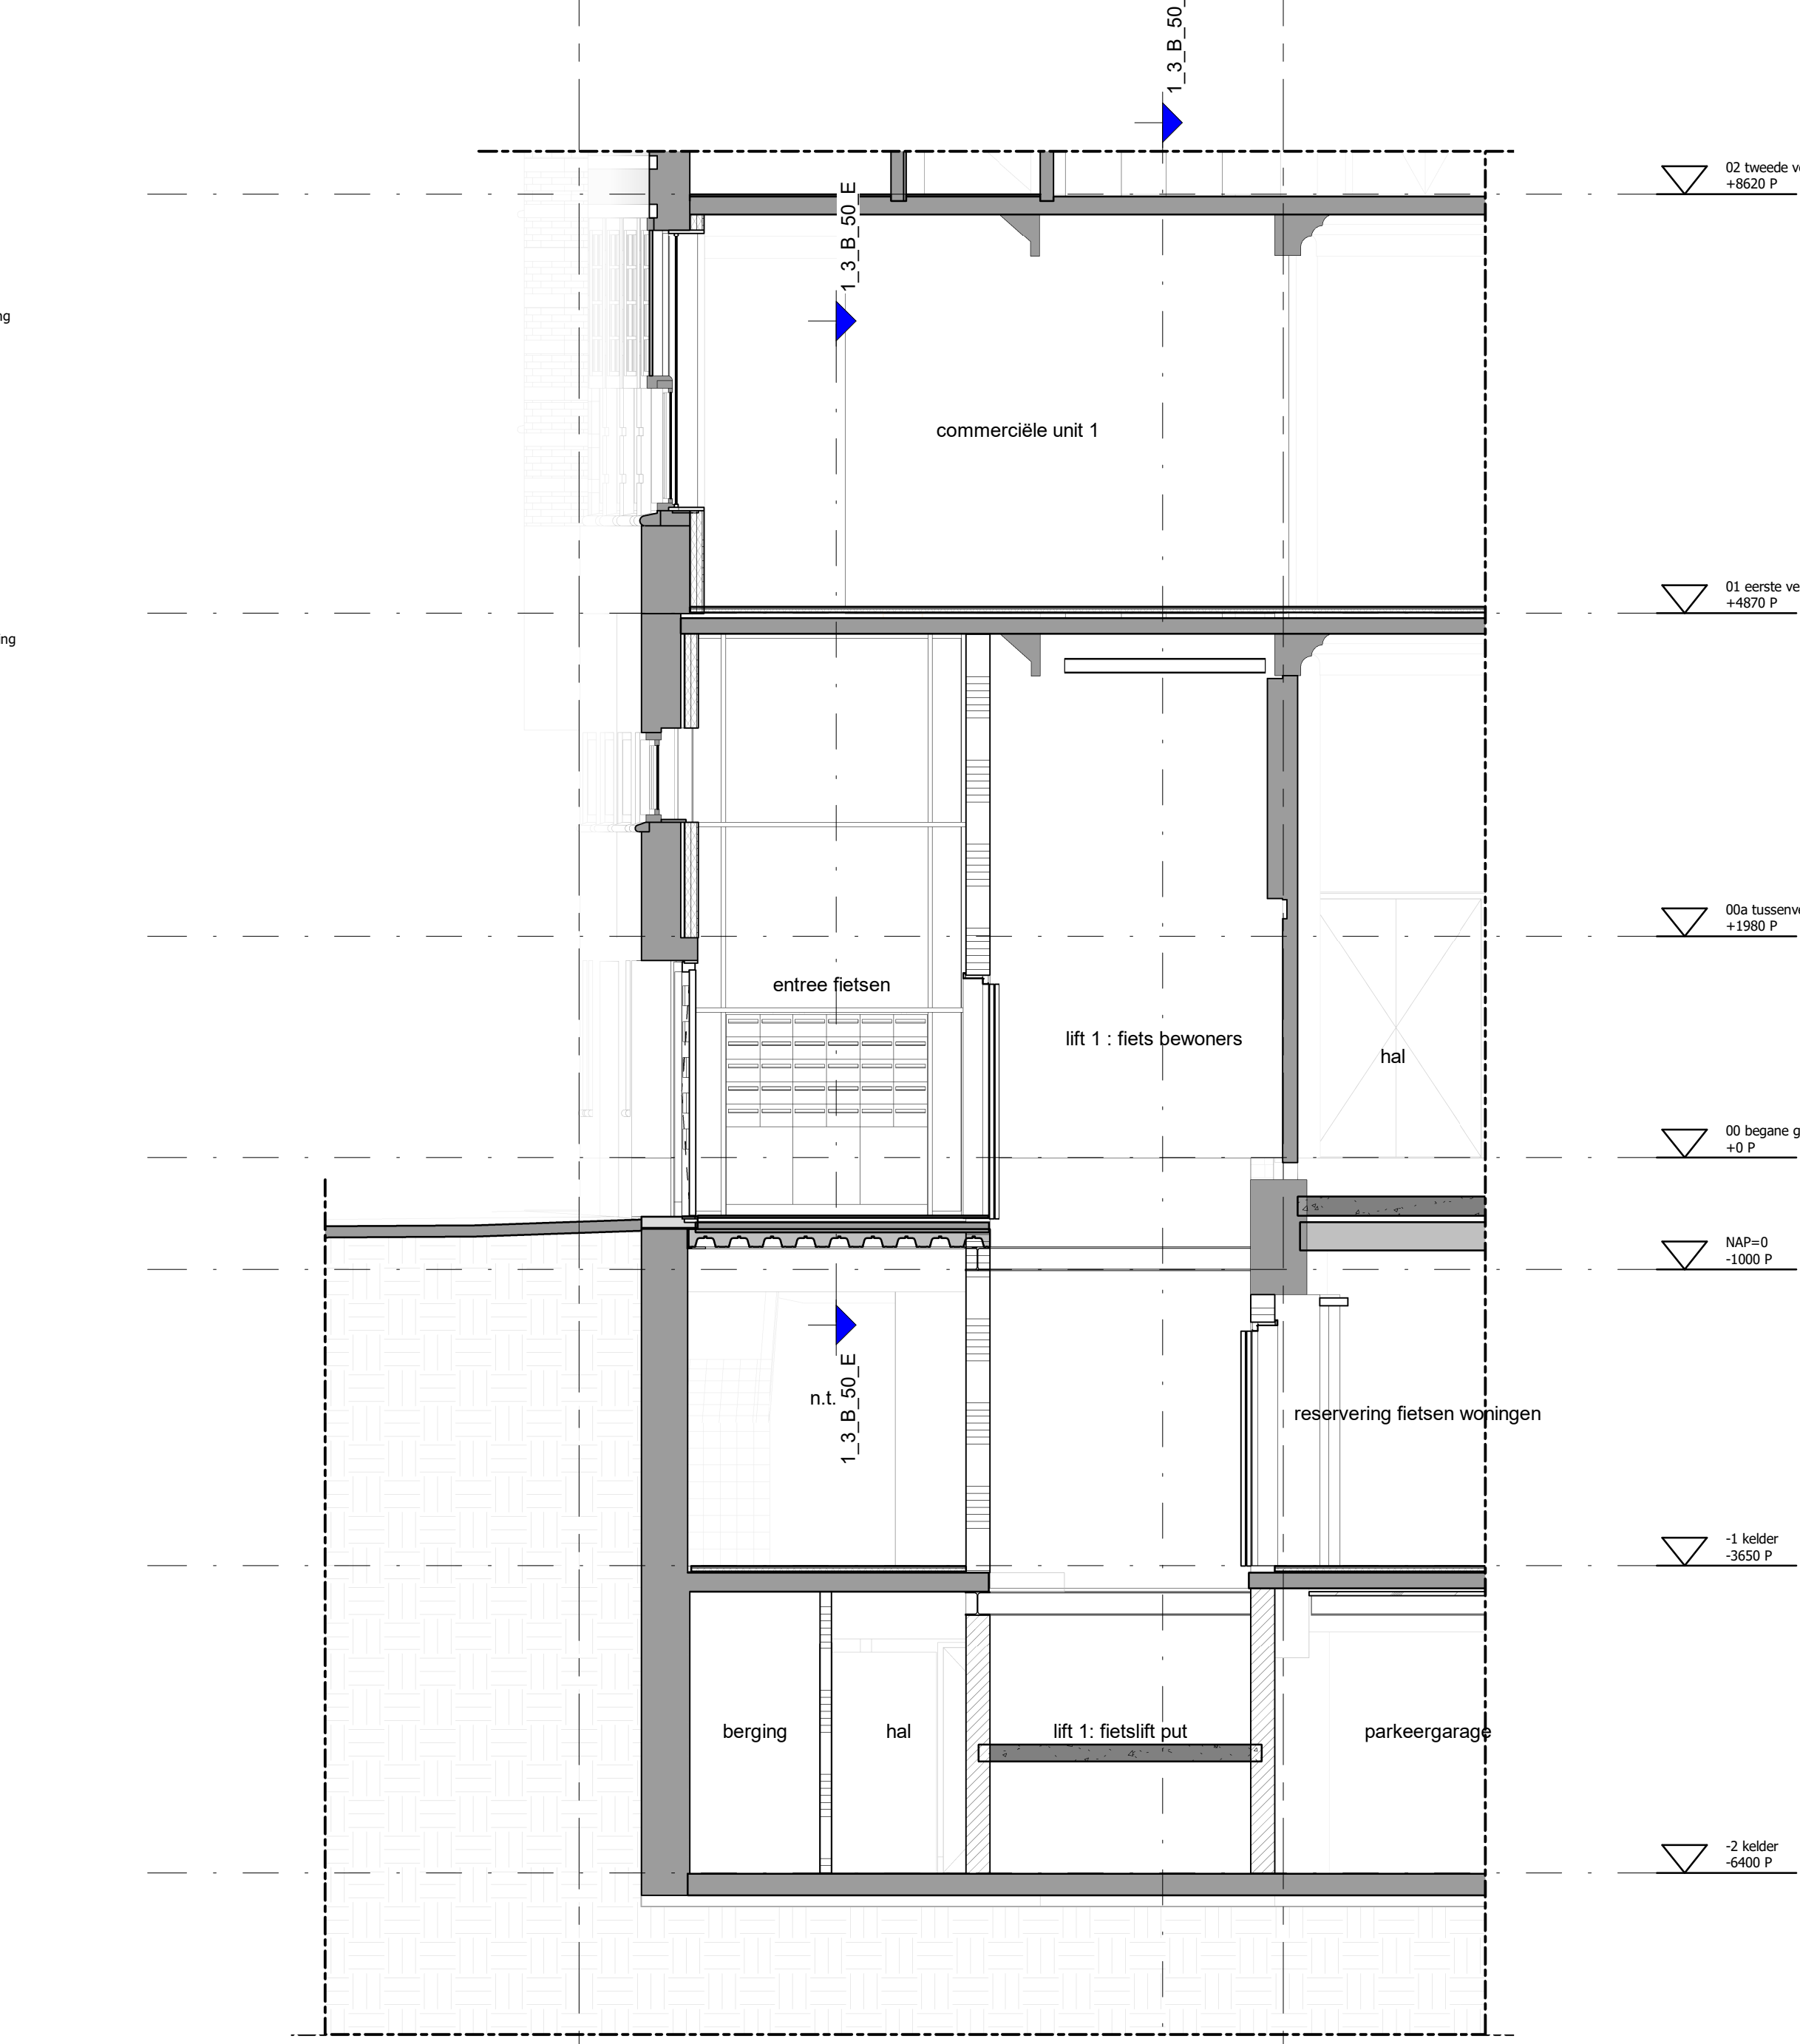 1_3_B_50_
02 tweede
+8620 P
1_3_B_50_E
ng
commerciële unit 1
01 eerste
+4870 P
ing
00a
+1980 P
entree fietsen
lift 1 : fiets bewoners
hal
00 begane
+0 P
NAP=0
-1000 P
n.t.
1_3_B_50_E
reservering fietsen woningen
-1 kelder
-3650 P
berging
hal
lift 1: fietslift put
parkeergarage
-2 kelder
-6400 P